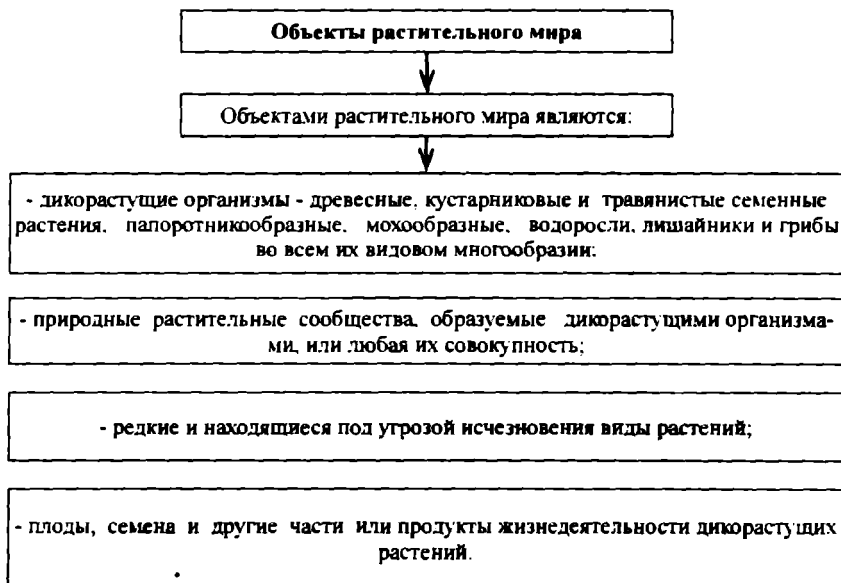 Объекты растительного мира
Объектами растительного мира являются:
- дикорастущие организмы - древесные, кустарниковые и травянистые семенные
растения, папоротникообразные, мохообразные, водоросли, лишайники и грибы
во всем их видовом многообразии;
- природные растительные сообщества, образуемые дикорастущими организма-
ми, или любая их совокупность;
- редкие и находящиеся под угрозой исчезновения виды растений;
- плоды, семена и другие части или продукты жизнедеятельности дикорастущих
растений.